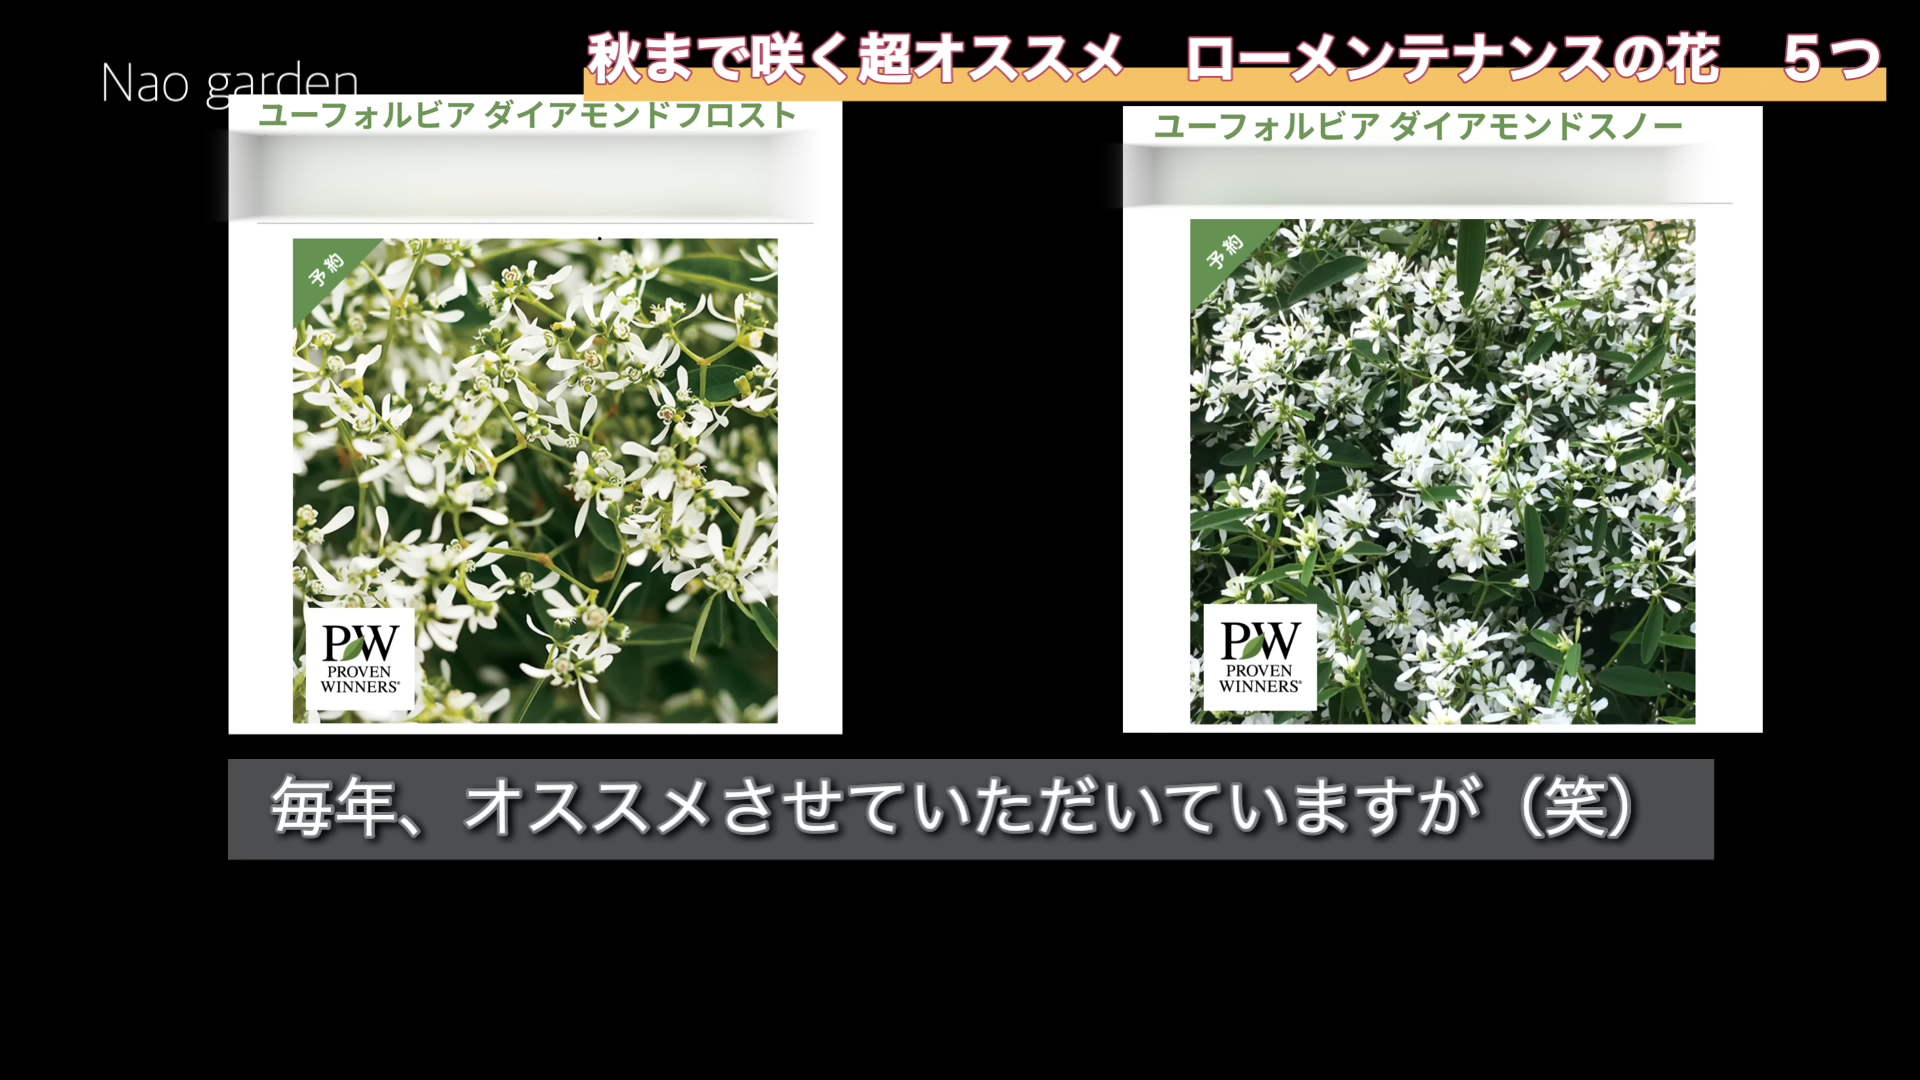 Nao garden
秋まで咲く超オススメ　ローメンテナンスの花　５つ
ユーフォルビア ダイアモンドフロスト
予約
PW
PROVEN
WINNERS®
ユーフォルビア ダイアモンドスノー
予約
PW
PROVEN
WINNERS®
毎年、オススメさせていただいていますが（笑）